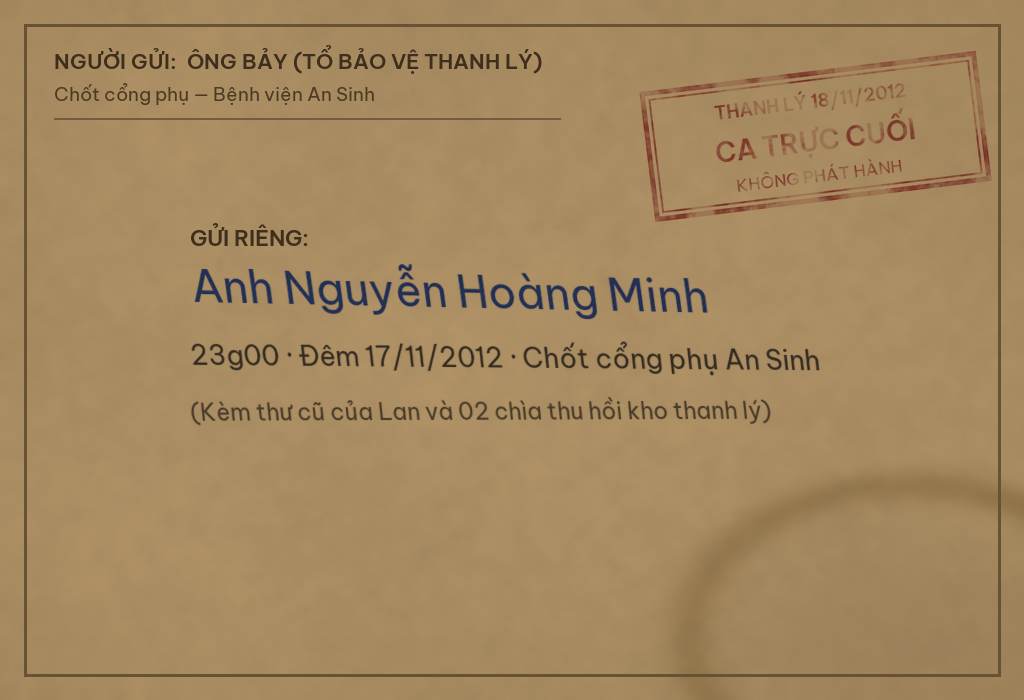 NGƯỜI GỬI: ÔNG BẢY (TỔ BẢO VỆ THANH LÝ)
Chốt cổng phụ — Bệnh viện An Sinh
THANH LÝ 18/11/2012
CA TRỰC CUỐI
KHÔNG PHÁT HÀNH
GỬI RIÊNG:
Anh Nguyễn Hoàng Minh
23g00 · Đêm 17/11/2012 · Chốt cổng phụ An Sinh
(Kèm thư cũ của Lan và 02 chìa thu hồi kho thanh lý)